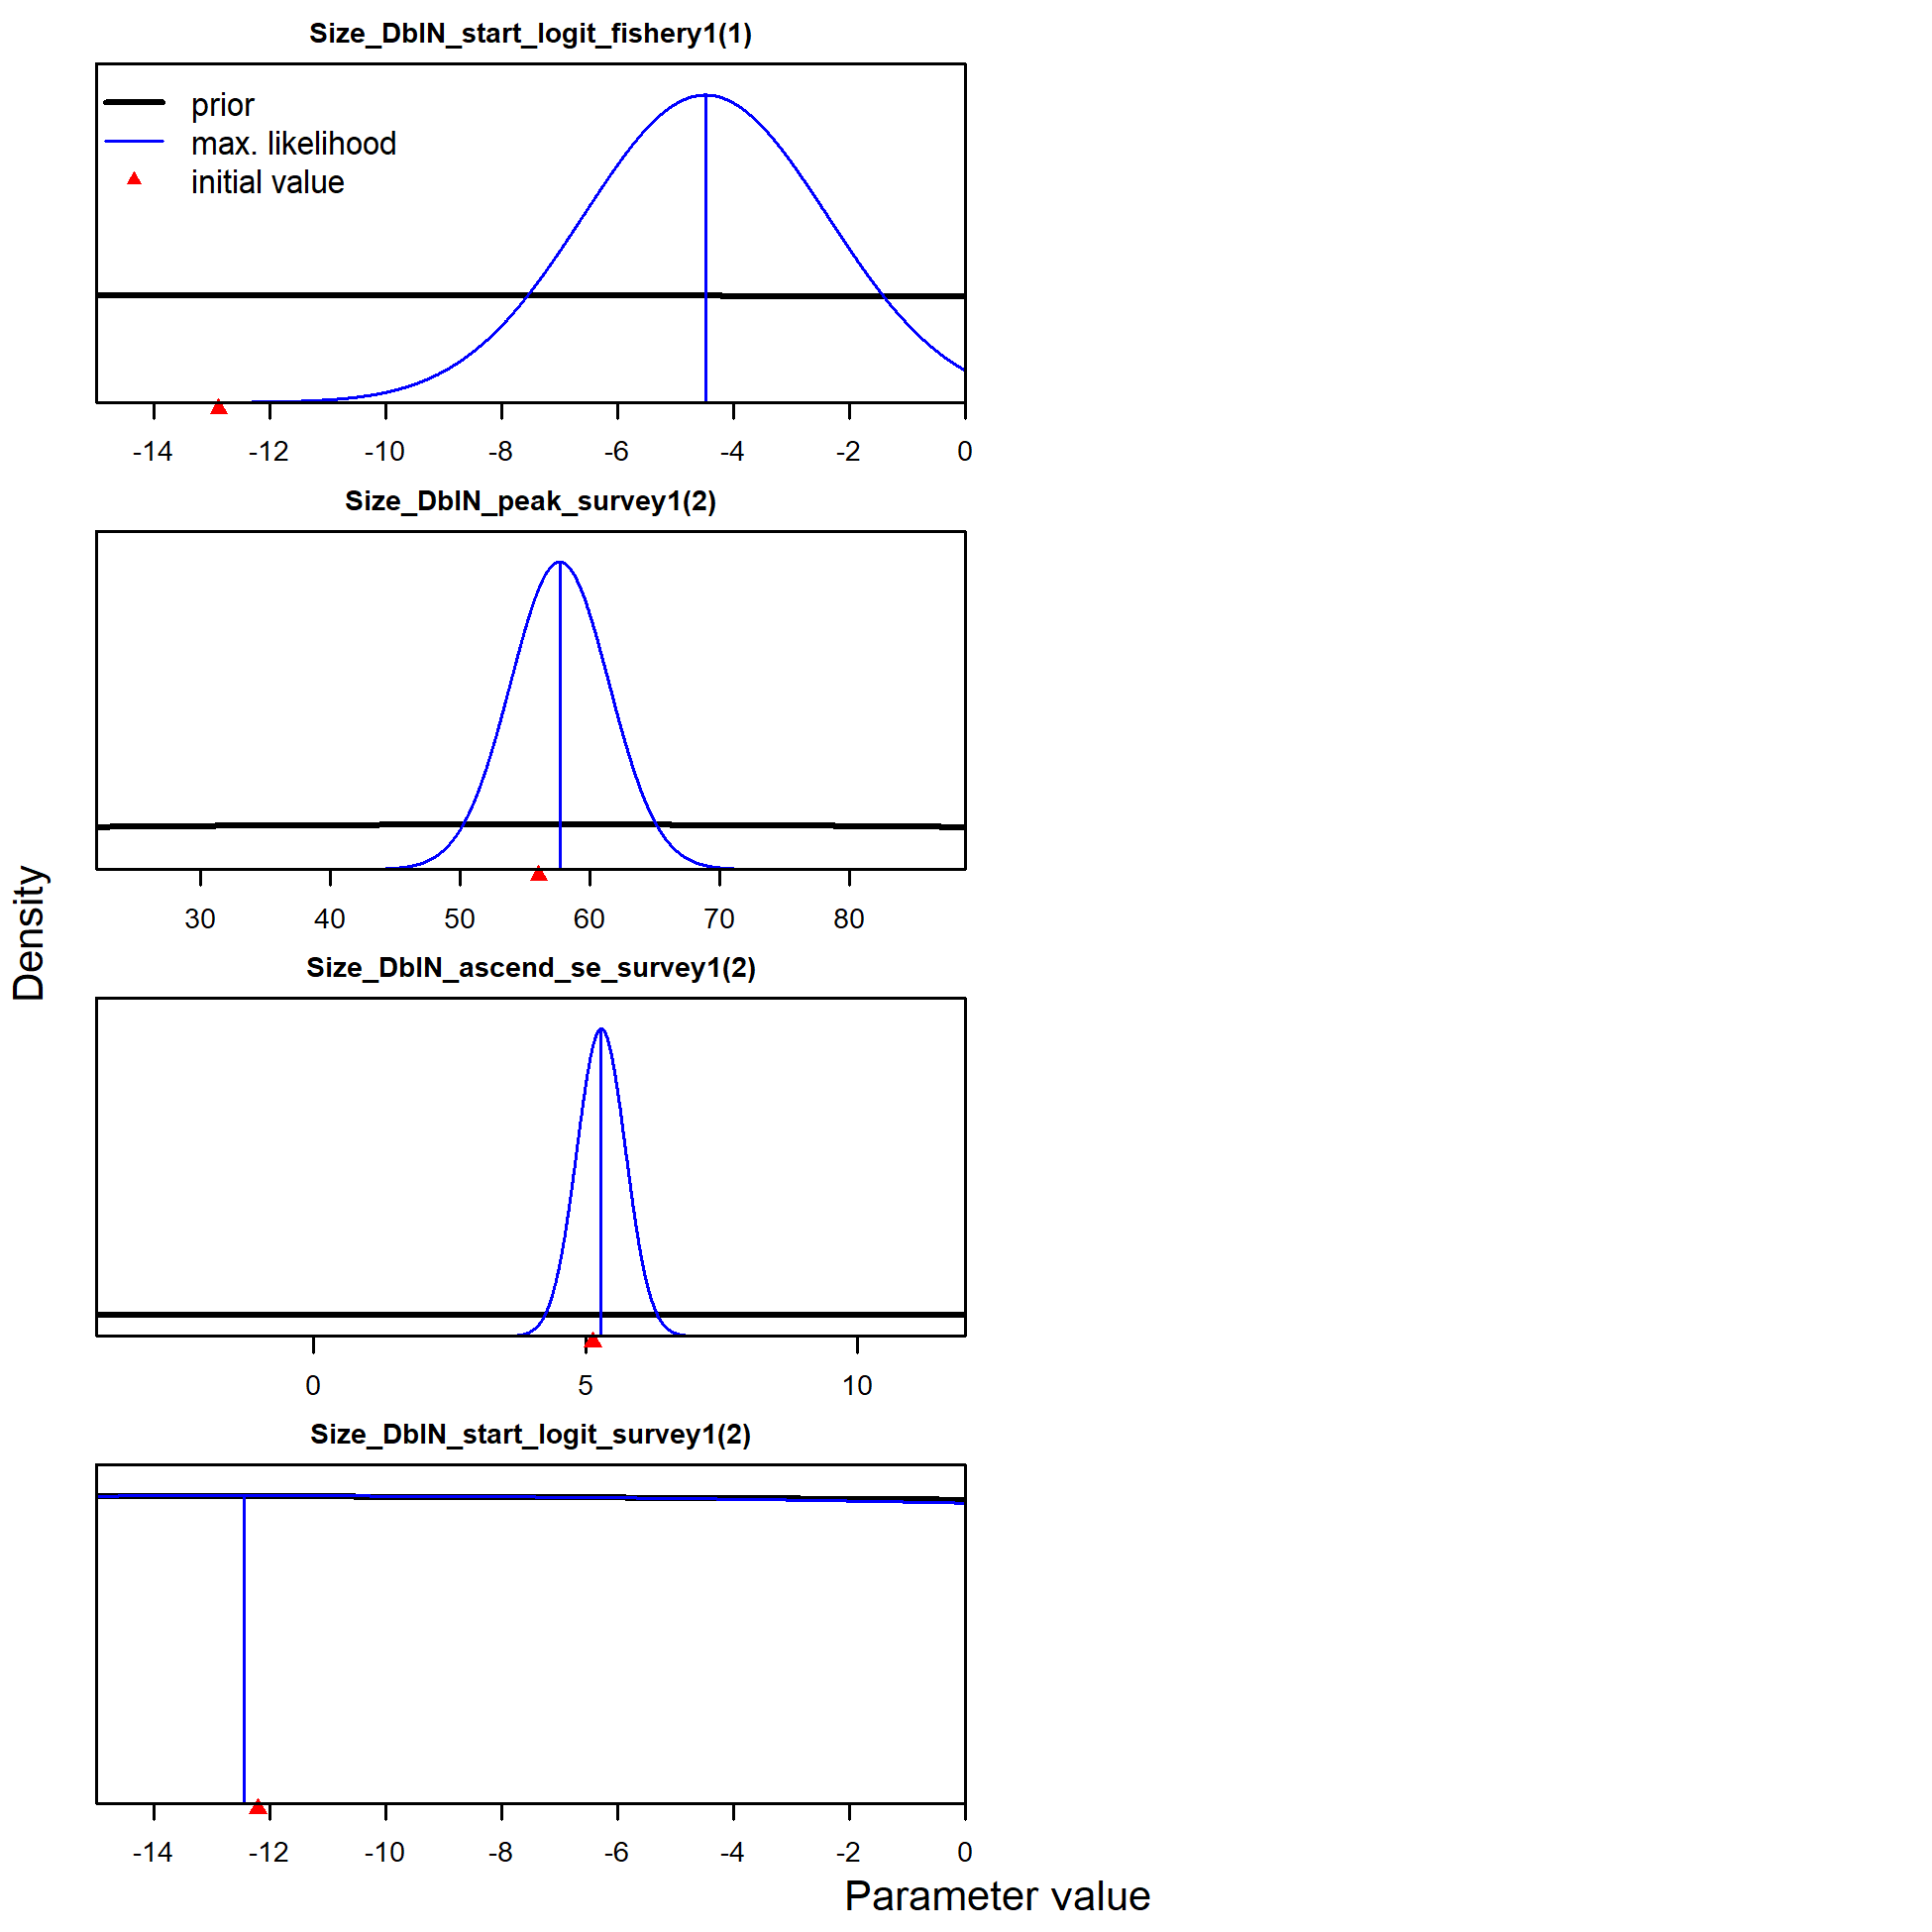 Size_DblN_start_logit_fishery1(1)
prior
max. likelihood
initial value
-14 -12 -10 -8 -6 -4 -2 0
Size_DblN_peak_survey1(2)
30 40 50 60 70 80
Density
Size_DblN_ascend_se_survey1(2)
0 5 10
Size_DblN_start_logit_survey1(2)
-14 -12 -10 -8 -6 -4 -2 0
Parameter value